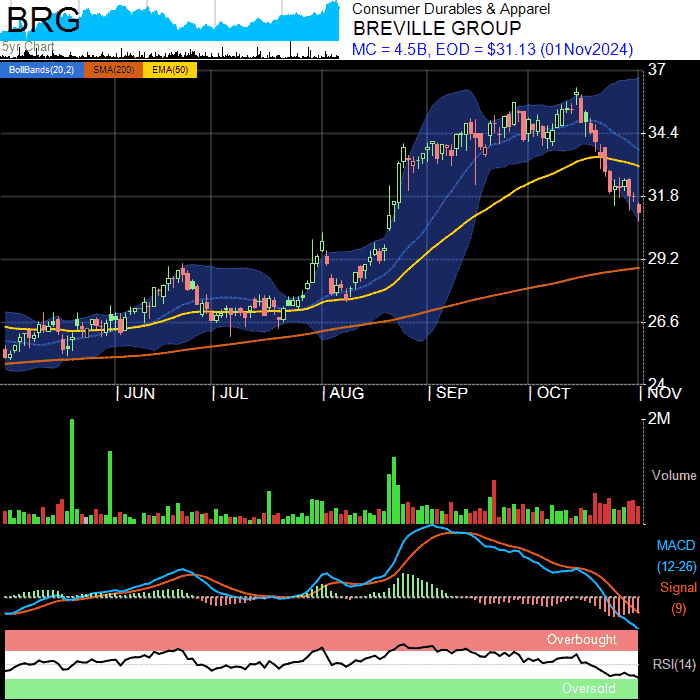 BRG
5yr Chart
Consumer Durables & Apparel
BREVILLE GROUP
MC = 4.5B, EOD = $31.13 (01Nov2024)
BollBands(20,2) SMA(200) EMA(50)
37
34.4
31.8
29.2
26.6
24
JUN JUL AUG SEP OCT NOV
2M
Volume
MACD
(12-26)
Signal
(9)
Overbought
RSI(14)
Oversold